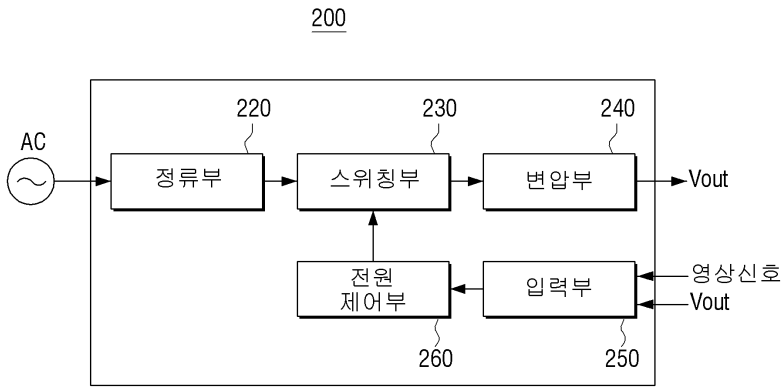 200
220
230
240
AC
정류부
스위칭부
변압부
Vout
전원
제어부
입력부
영상신호
Vout
260
250